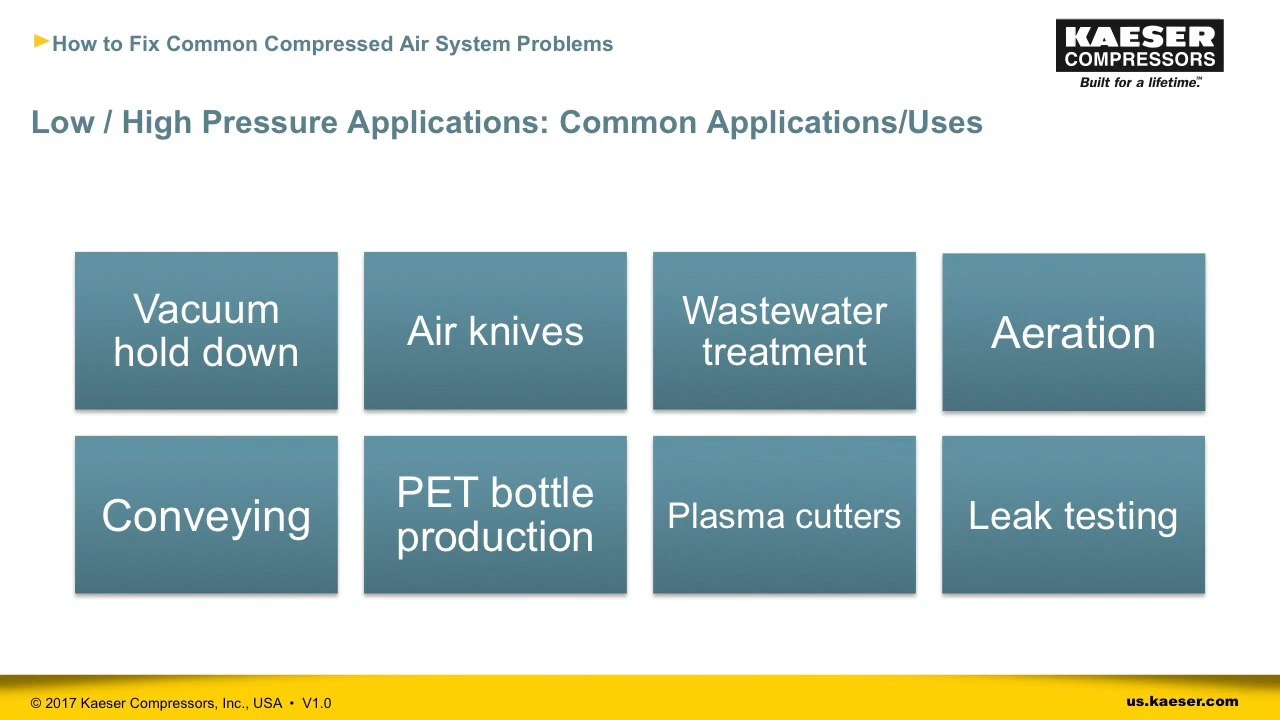 How to Fix Common Compressed Air System Problems
KAESER
COMPRESSORS
Built for a lifetime.™
Low / High Pressure Applications: Common Applications/Uses
Vacuum
hold down
Air knives
Wastewater
treatment
Aeration
Conveying
PET bottle
production
Plasma cutters
Leak testing
© 2017 Kaeser Compressors, Inc., USA • V1.0
us.kaeser.com